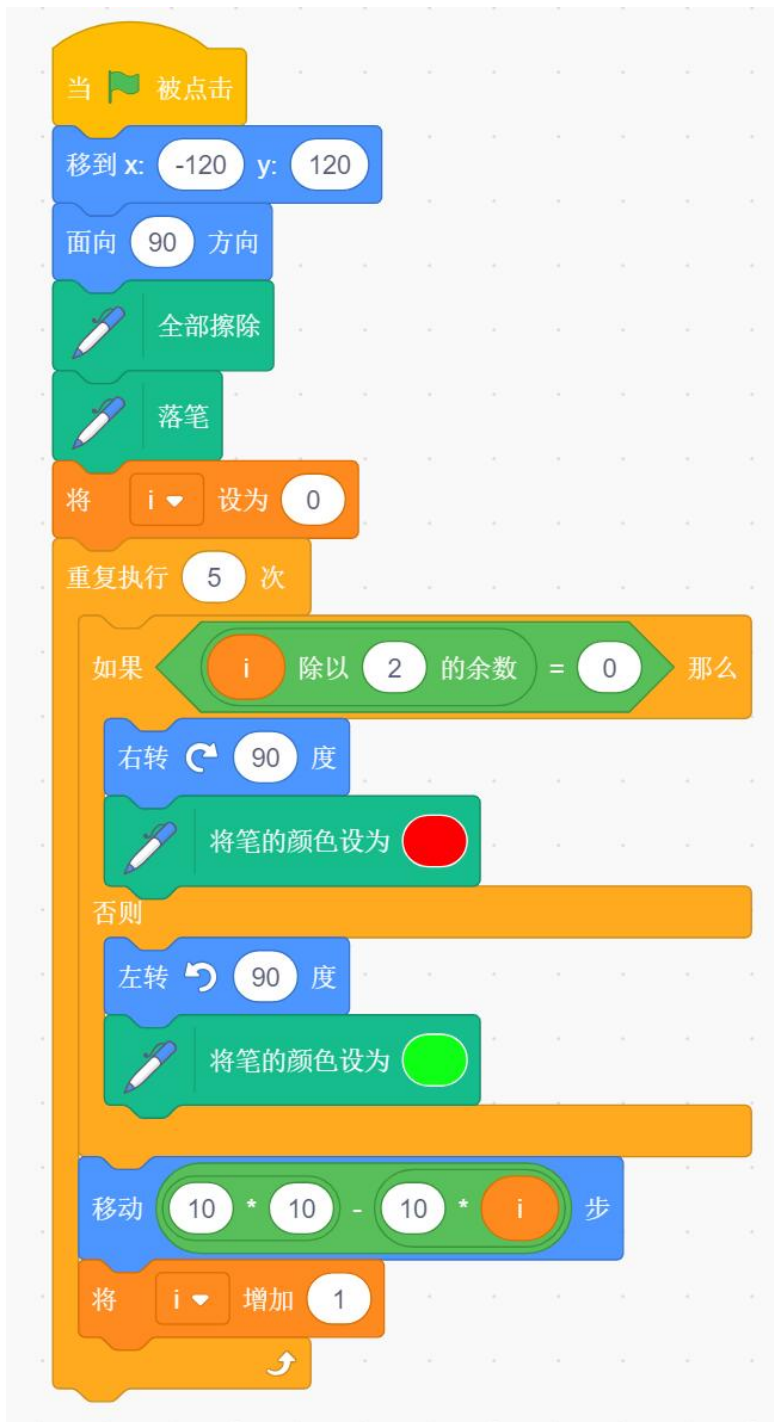 当 被点击
移到 x: -120 y: 120
面向 90 方向
全部擦除
落笔
将 i 设为 0
重复执行 5 次
如果 i 除以 2 的余数 = 0 那么
右转 90 度
将笔的颜色设为
否则
左转 90 度
将笔的颜色设为
移动 10 * 10 - 10 * i 步
将 i 增加 1